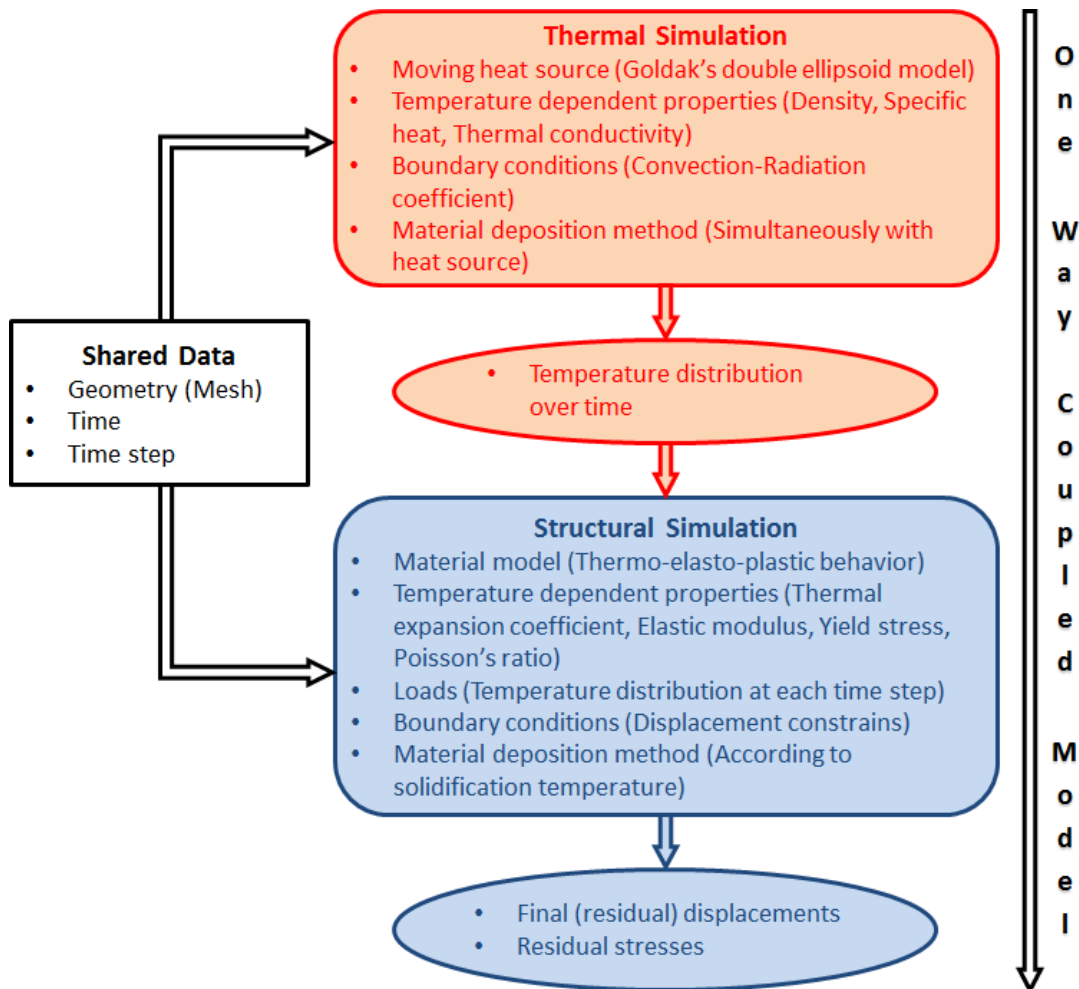 Thermal Simulation
• Moving heat source (Goldak's double ellipsoid model)
• Temperature dependent properties (Density, Specific
heat, Thermal conductivity)
• Boundary conditions (Convection-Radiation
coefficient)
• Material deposition method (Simultaneously with
heat source)
Shared Data
• Geometry (Mesh)
• Time
• Time step
• Temperature distribution
over time
Structural Simulation
• Material model (Thermo-elasto-plastic behavior)
• Temperature dependent properties (Thermal
expansion coefficient, Elastic modulus, Yield stress,
Poisson's ratio)
• Loads (Temperature distribution at each time step)
• Boundary conditions (Displacement constrains)
• Material deposition method (According to
solidification temperature)
• Final (residual) displacements
• Residual stresses
One Way Coupled Model